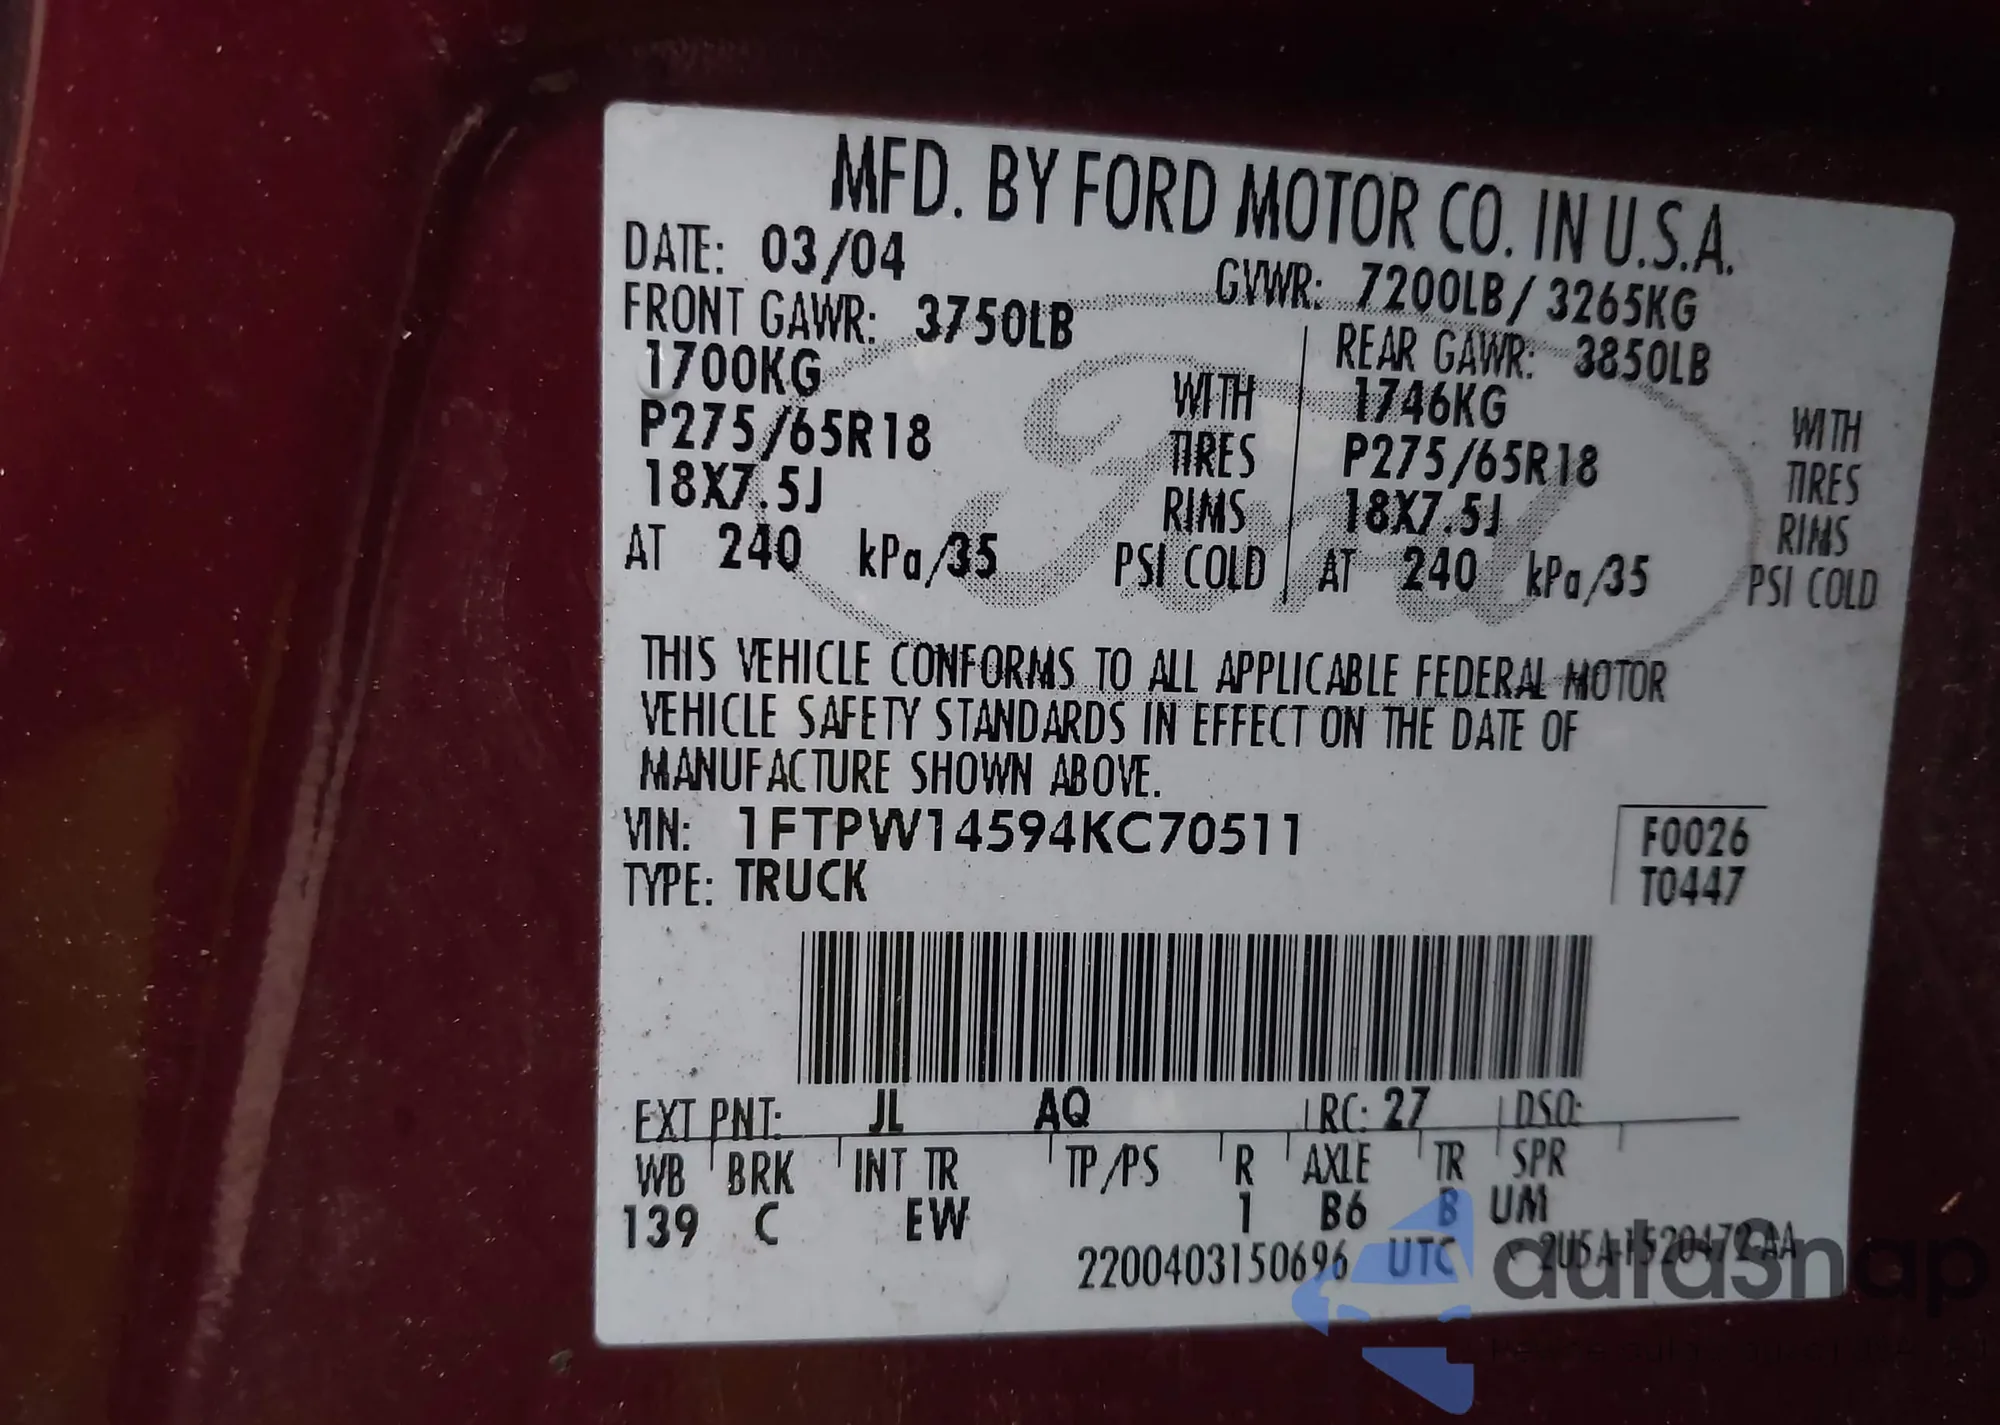 MFD. BY FORD MOTOR CO. IN U.S.A.
DATE: 03/04 GVWR: 7200LB/3265KG
FRONT GAWR: 3750LB REAR GAWR: 3850LB
1700KG WITH 1746KG WITH
P275/65R18 TIRES P275/65R18 TIRES
18X7.5J RIMS 18X7.5J RIMS
AT 240 kPa/35 PSI COLD AT 240 kPa/35 PSI COLD
THIS VEHICLE CONFORMS TO ALL APPLICABLE FEDERAL MOTOR
VEHICLE SAFETY STANDARDS IN EFFECT ON THE DATE OF
MANUFACTURE SHOWN ABOVE.
VIN: 1FTPW14594KC70511 F0026
TYPE: TRUCK T0447
EXT PNT: JL AQ RC: 27 DSO:
WB BRK INT TR TP/PS R AXLE TR SPR
139 C EW 1 B6 B UM
2200403150696 UTC 2U5A-1520472-AA
Ford
auta3nap